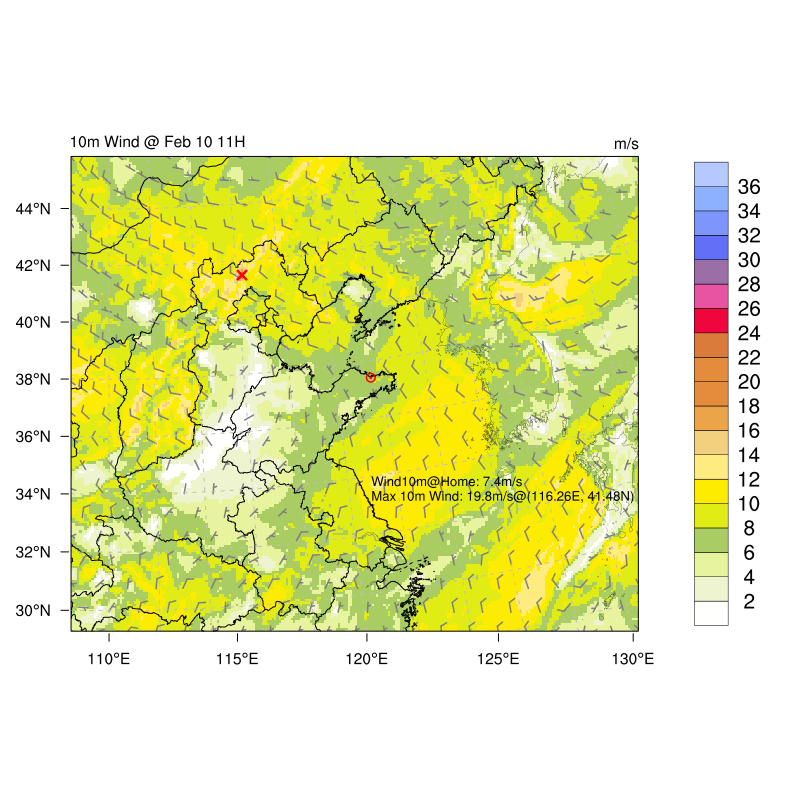 10m Wind @ Feb 10 11H
m/s
44°N
42°N
40°N
38°N
36°N
34°N
32°N
30°N
110°E
115°E
120°E
125°E
130°E
Wind10m@Home: 7.4m/s
Max 10m Wind: 19.8m/s@(116.26E, 41.48N)
36
34
32
30
28
26
24
22
20
18
16
14
12
10
8
6
4
2